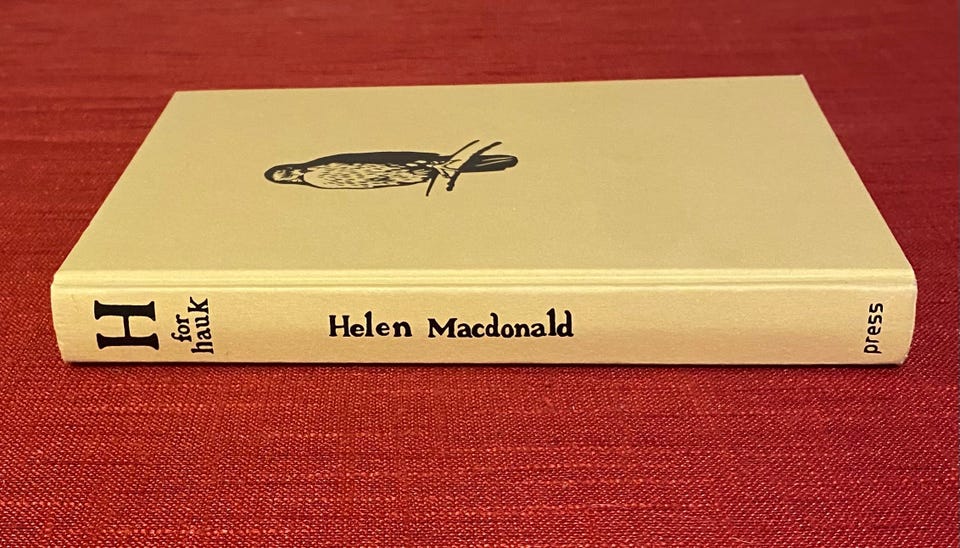 H
for
hauk
Helen Macdonald
press